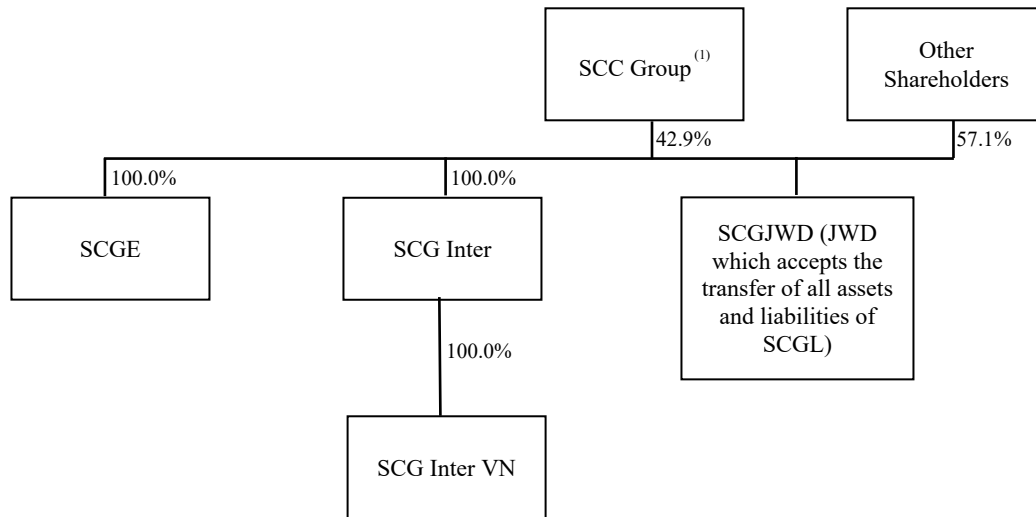 SCC Group (1)
Other
Shareholders
42.9%
57.1%
100.0%
100.0%
SCGE
SCG Inter
SCGJWD (JWD
which accepts the
transfer of all assets
and liabilities of
SCGL)
100.0%
SCG Inter VN